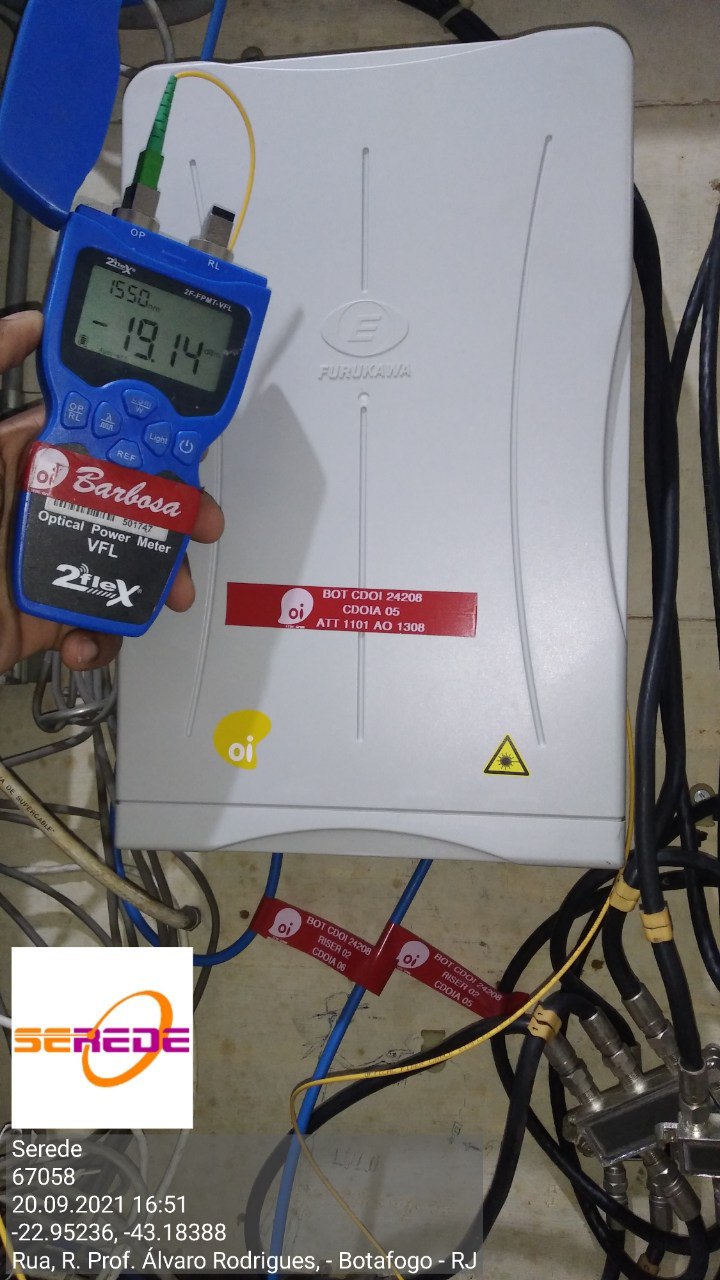 OP
RL
2fleX
2F-FPMT-VFL
1550nm
-19.14
OP
RL
λ
W
Light
REF
oi
Barbosa
501747
Optical Power Meter
VFL
2fleX
E
FURUKAWA
oi
BOT CDOI 24208
CDOIA 05
ATT 1101 AO 1308
oi
oi
BOT CDOI 24208
RISER 02
CDOIA 06
oi
BOT CDOI 24208
RISER 02
CDOIA 05
SEREDE
Serede
67058
20.09.2021 16:51
-22.95236, -43.18388
Rua, R. Prof. Álvaro Rodrigues, - Botafogo - RJ